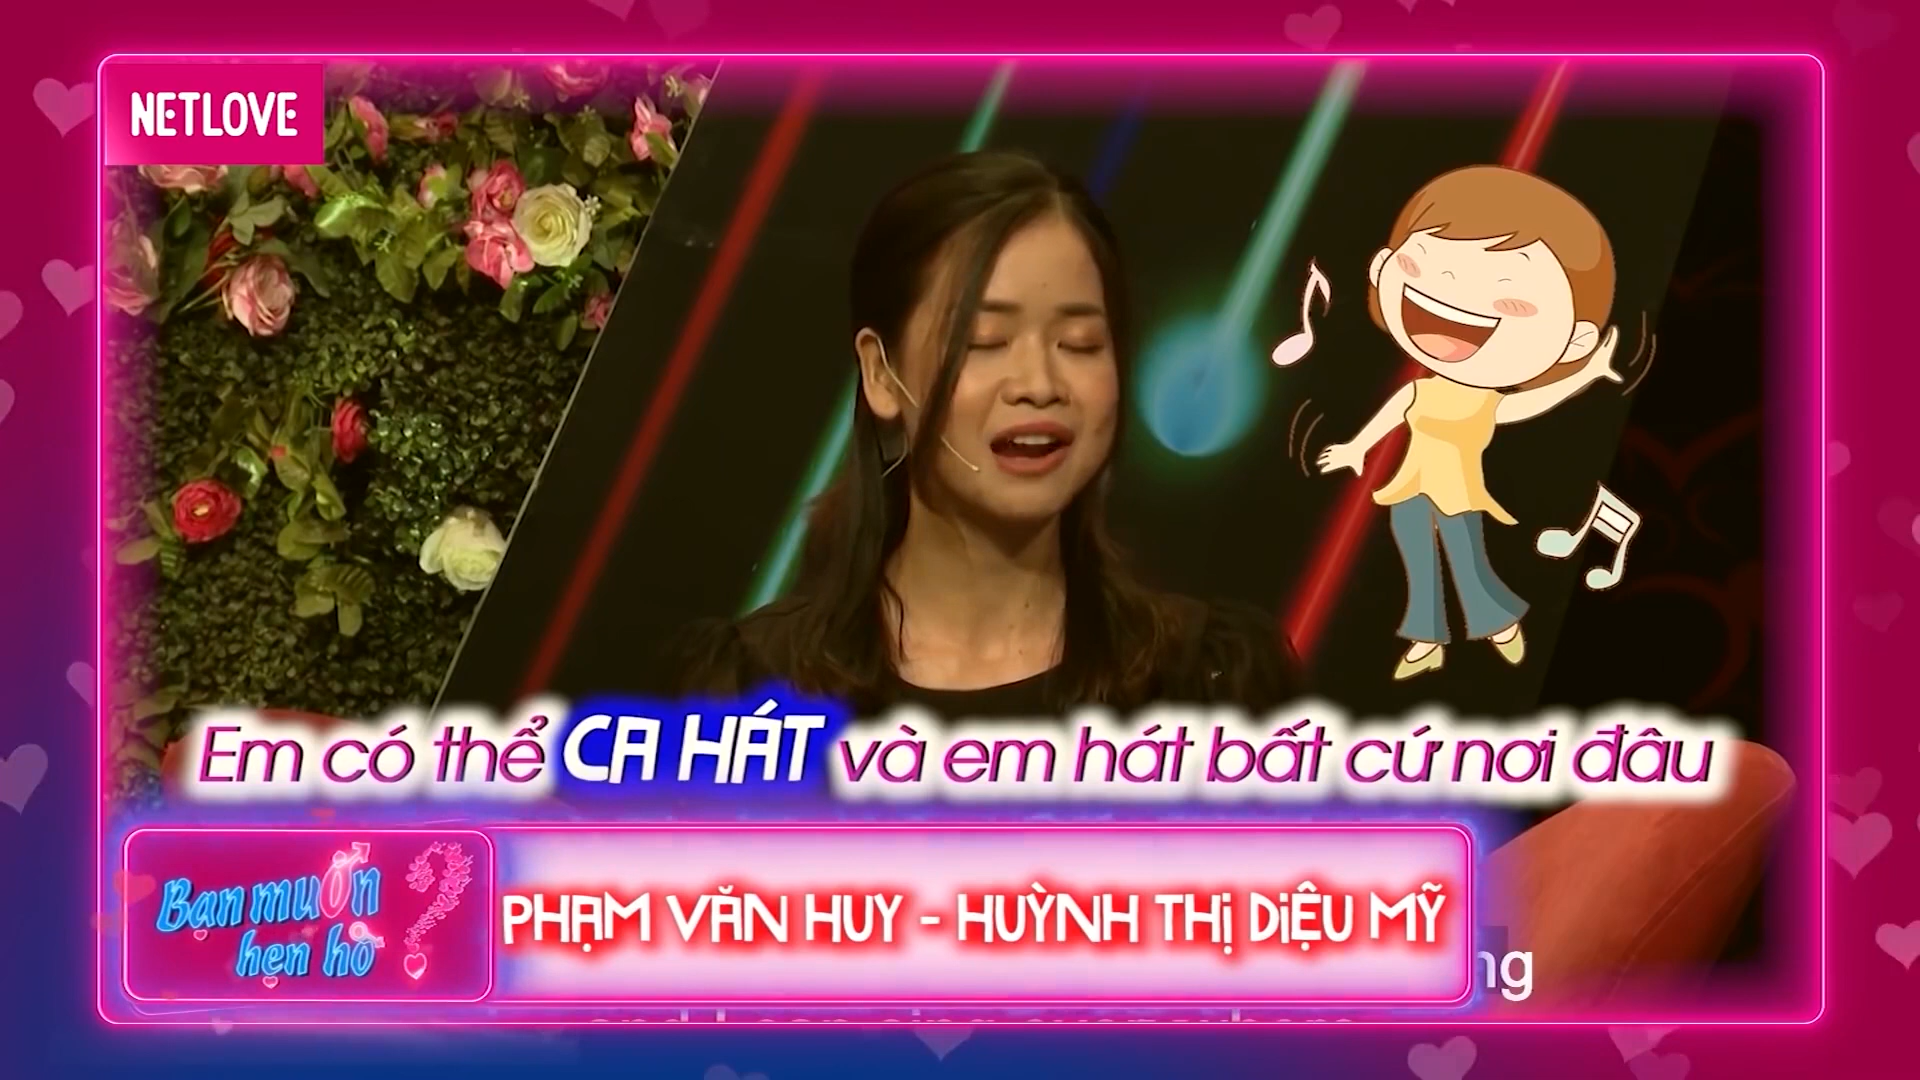 NETLOVE
Em có thể CA HÁT và em hát bất cứ nơi đâu
Bạn muốn
hẹn hò ?
PHẠM VĂN HUY - HUỲNH THỊ DIỆU MỸ